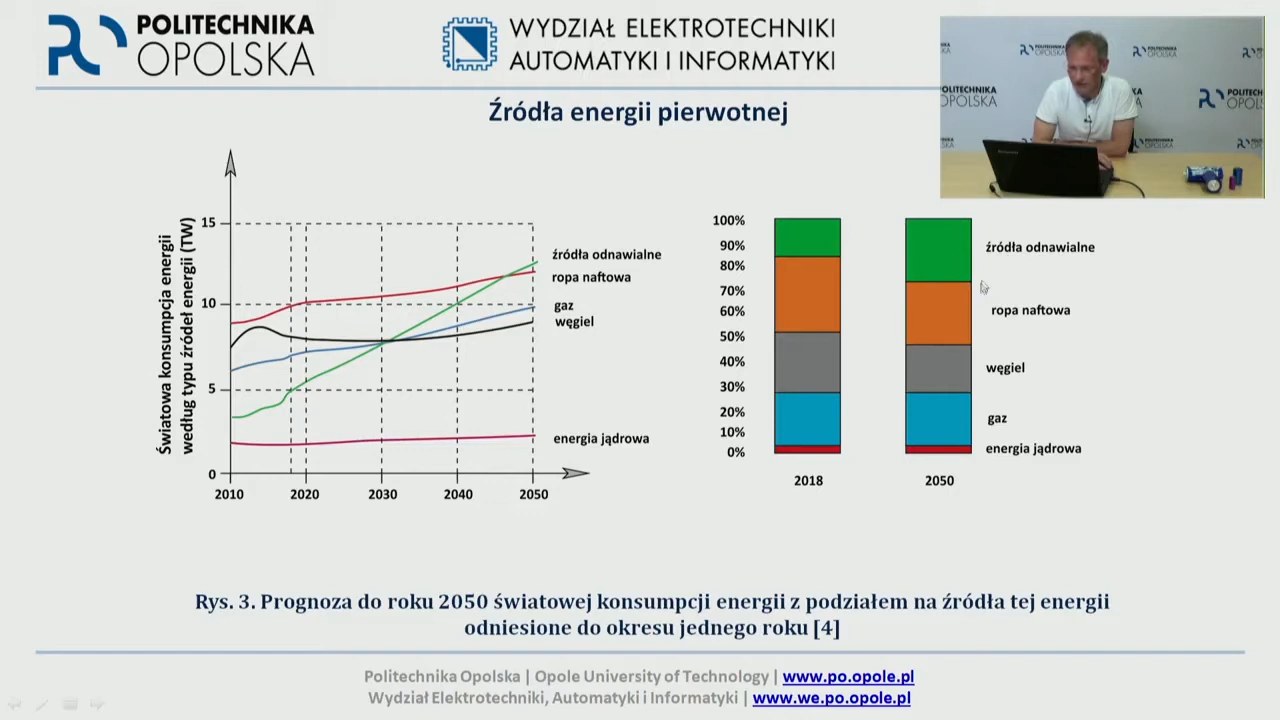 POLITECHNIKA
OPOLSKA
WYDZIAŁ ELEKTROTECHNIKI
AUTOMATYKI I INFORMATYKI
Źródła energii pierwotnej
Światowa konsumpcja energii
według typu źródeł energii (TW)
15
10
5
0
2010
2020
2030
2040
2050
źródła odnawialne
ropa naftowa
gaz
węgiel
energia jądrowa
100%
90%
80%
70%
60%
50%
40%
30%
20%
10%
0%
2018
2050
źródła odnawialne
ropa naftowa
węgiel
gaz
energia jądrowa
Rys. 3. Prognoza do roku 2050 światowej konsumpcji energii z podziałem na źródła tej energii
odniesione do okresu jednego roku [4]
Politechnika Opolska | Opole University of Technology | www.po.opole.pl
Wydział Elektrotechniki, Automatyki i Informatyki | www.we.po.opole.pl